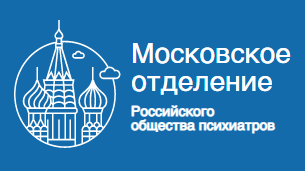 Московское
отделение
Российского
общества психиатров